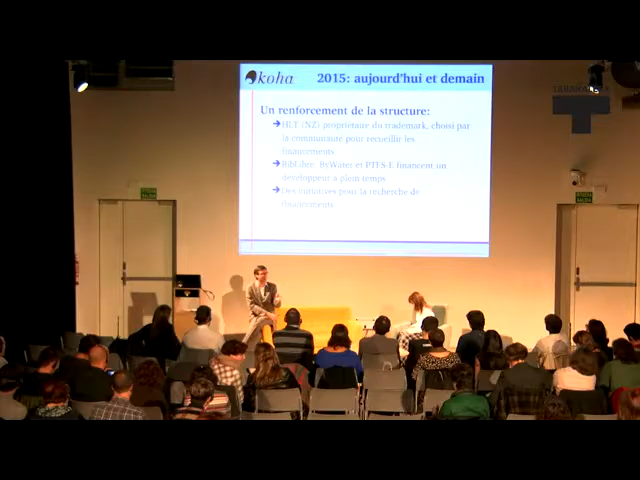 koha
2015: aujourd'hui et demain
Un renforcement de la structure:
HLT (NZ) propriétaire du trademark, choisi par
la communauté pour recueillir les
financements
BibLibre, ByWater et PTFS-E financent un
développeur à plein temps
Des initiatives pour la recherche de
financements